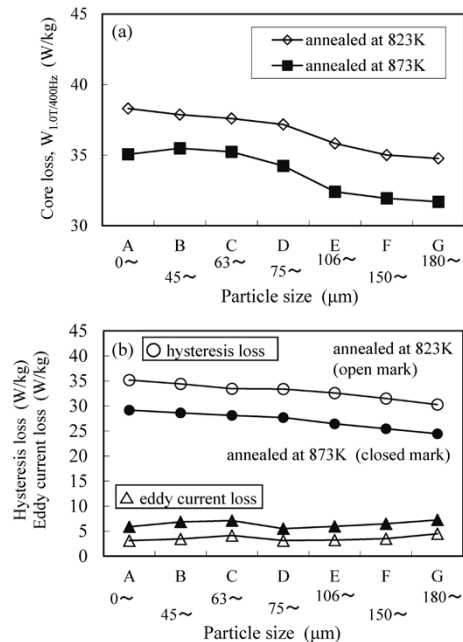 (a)
annealed at 823K
annealed at 873K
Core loss, W1.0T/400Hz (W/kg)
45
40
35
30
A B C D E F G
0～ 45～ 63～ 75～ 106～ 150～ 180～
Particle size (μm)
(b)
hysteresis loss
annealed at 823K
(open mark)
annealed at 873K (closed mark)
eddy current loss
Hysteresis loss (W/kg)
Eddy current loss (W/kg)
45
40
35
30
25
20
15
10
5
0
A B C D E F G
0～ 45～ 63～ 75～ 106～ 150～ 180～
Particle size (μm)